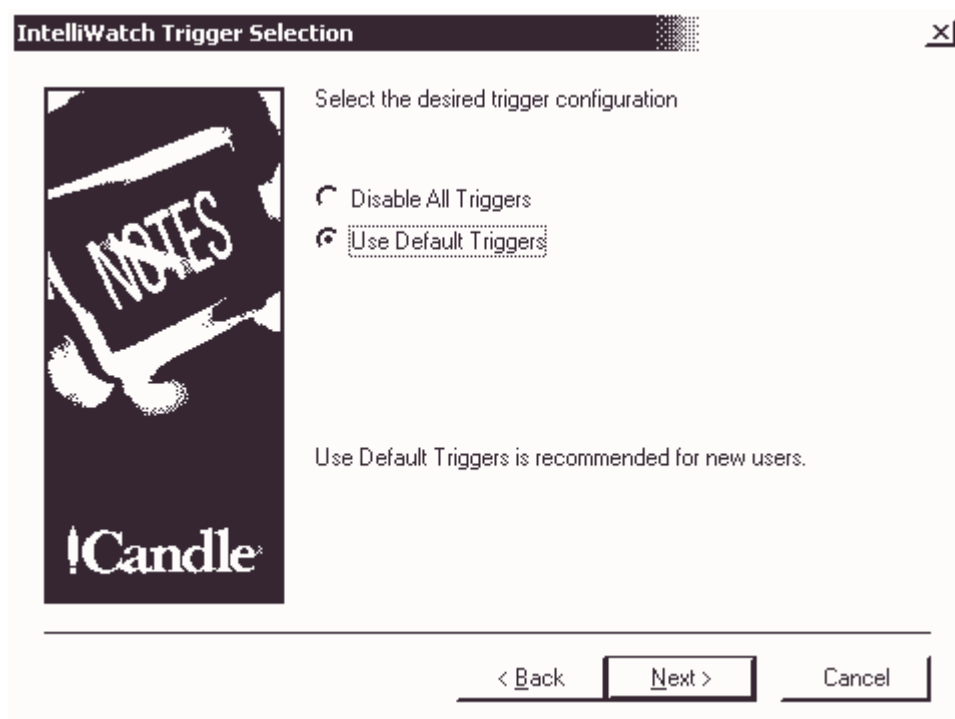 IntelliWatch Trigger Selection
Select the desired trigger configuration
Disable All Triggers
Use Default Triggers
NOTES
Use Default Triggers is recommended for new users.
Candle
< Back
Next >
Cancel